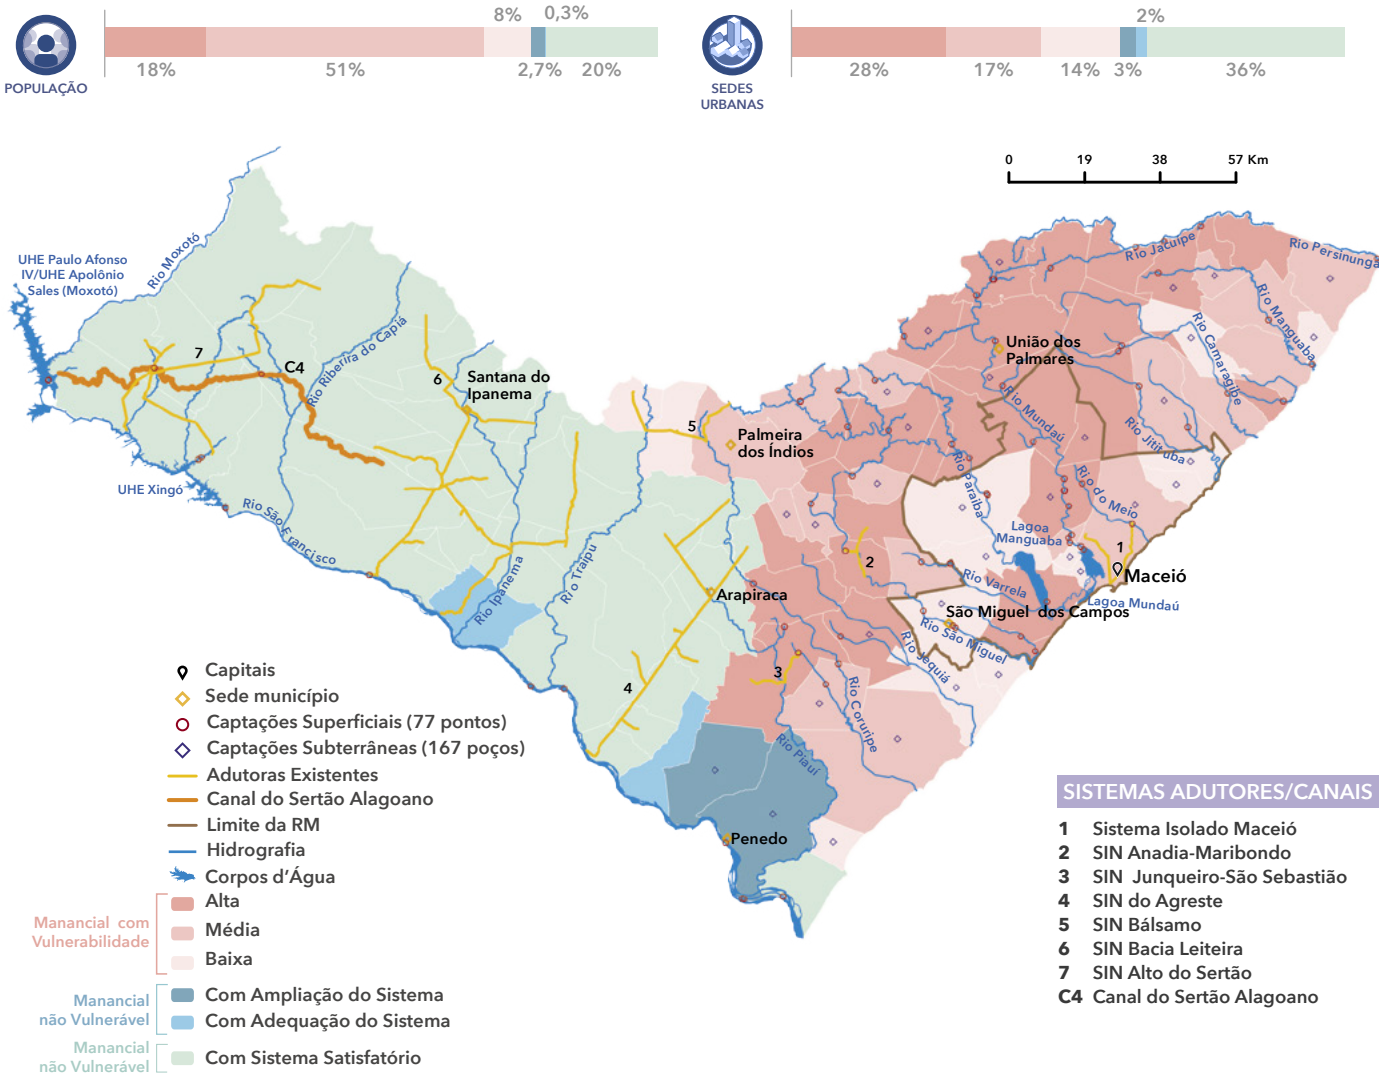 POPULAÇÃO
18%
51%
8%
2,7%
0,3%
20%
SEDES
URBANAS
28%
17%
14%
3%
2%
36%
0 19 38 57 Km
UHE Paulo Afonso
IV/UHE Apolônio
Sales (Moxotó)
Rio Moxotó
7
C4
Rio Riberira do Capiá
6
Santana do
Ipanema
UHE Xingó
Rio São Francisco
Rio Ipanema
Rio Traipu
5
Palmeira
dos Índios
Arapiraca
4
3
2
1
União dos
Palmares
Rio Jacuípe
Rio Persinunga
Rio Manguaba
Rio Camaragibe
Rio Jitituba
Rio Mundaú
Rio do Meio
Rio Paraíba
Lagoa
Manguaba
Maceió
Lagoa Mundaú
Rio Varrela
São Miguel dos Campos
Rio São Miguel
Rio Jequiá
Rio Coruripe
Rio Piauí
Penedo
Capitais
Sede município
Captações Superficiais (77 pontos)
Captações Subterrâneas (167 poços)
Adutoras Existentes
Canal do Sertão Alagoano
Limite da RM
Hidrografia
Corpos d’Água
Manancial com
Vulnerabilidade
Alta
Média
Baixa
Manancial
não Vulnerável
Com Ampliação do Sistema
Com Adequação do Sistema
Manancial
não Vulnerável
Com Sistema Satisfatório
SISTEMAS ADUTORES/CANAIS
1 Sistema Isolado Maceió
2 SIN Anadia-Maribondo
3 SIN Junqueiro-São Sebastião
4 SIN do Agreste
5 SIN Bálsamo
6 SIN Bacia Leiteira
7 SIN Alto do Sertão
C4 Canal do Sertão Alagoano